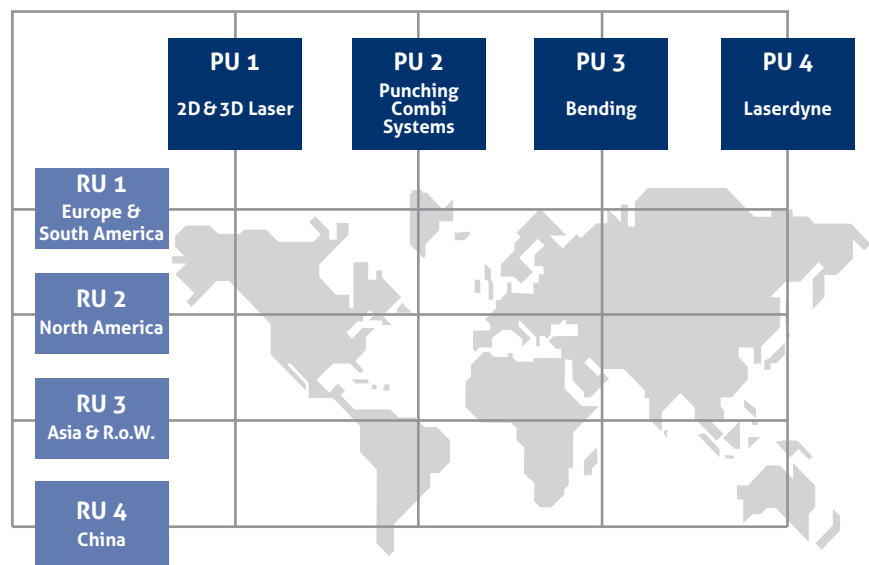 PU 1
2D & 3D Laser
PU 2
Punching
Combi
Systems
PU 3
Bending
PU 4
Laserdyne
RU 1
Europe &
South America
RU 2
North America
RU 3
Asia & R.o.W.
RU 4
China